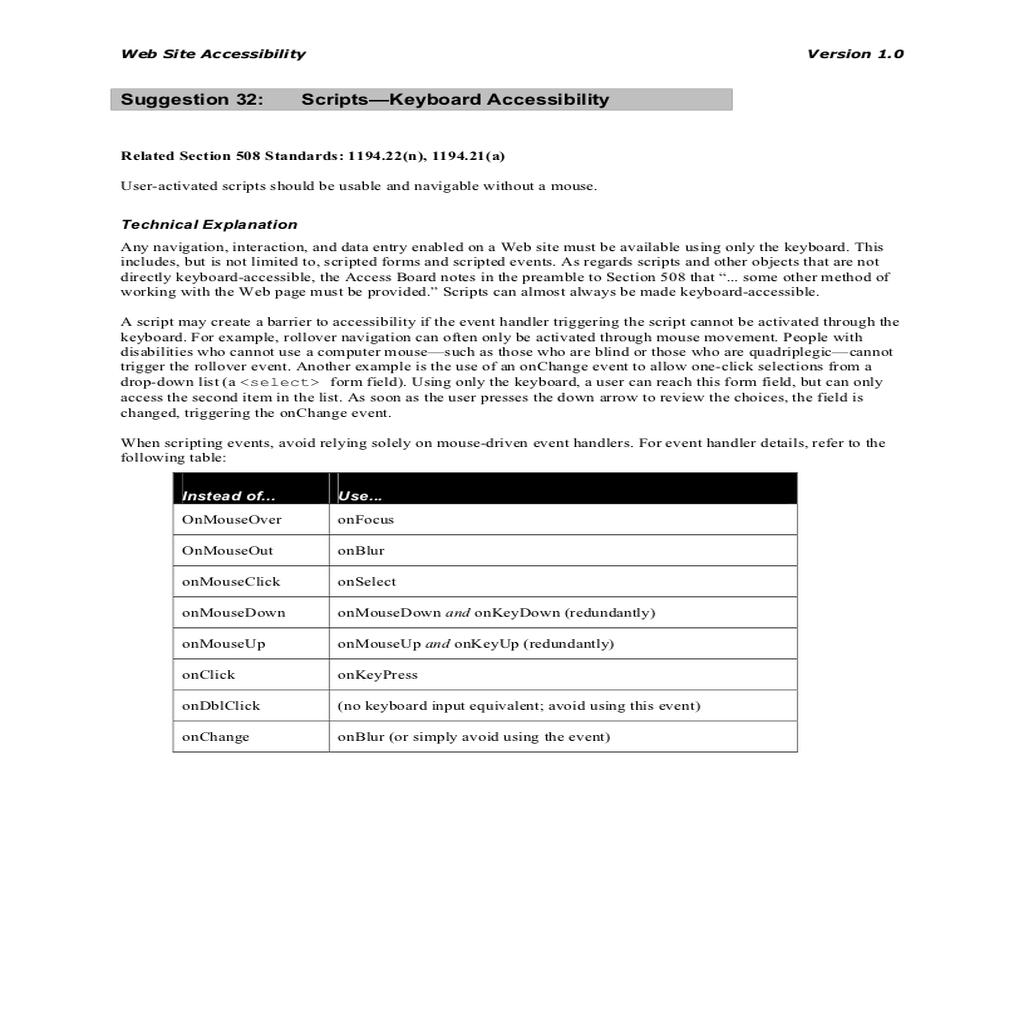 Web Site Accessibility Version 1.0
Suggestion 32: Scripts—Keyboard Accessibility
Related Section 508 Standards: 1194.22(n), 1194.21(a)
User-activated scripts should be usable and navigable without a mouse.
Technical Explanation
Any navigation, interaction, and data entry enabled on a Web site must be available using only the keyboard. This
includes, but is not limited to, scripted forms and scripted events. As regards scripts and other objects that are not
directly keyboard-accessible, the Access Board notes in the preamble to Section 508 that “... some other method of
working with the Web page must be provided.” Scripts can almost always be made keyboard-accessible.
A script may create a barrier to accessibility if the event handler triggering the script cannot be activated through the
keyboard. For example, rollover navigation can often only be activated through mouse movement. People with
disabilities who cannot use a computer mouse—such as those who are blind or those who are quadriplegic—cannot
trigger the rollover event. Another example is the use of an onChange event to allow one-click selections from a
drop-down list (a <select> form field). Using only the keyboard, a user can reach this form field, but can only
access the second item in the list. As soon as the user presses the down arrow to review the choices, the field is
changed, triggering the onChange event.
When scripting events, avoid relying solely on mouse-driven event handlers. For event handler details, refer to the
following table:
Instead of... Use...
OnMouseOver onFocus
OnMouseOut onBlur
onMouseClick onSelect
onMouseDown onMouseDown and onKeyDown (redundantly)
onMouseUp onMouseUp and onKeyUp (redundantly)
onClick onKeyPress
onDblClick (no keyboard input equivalent; avoid using this event)
onChange onBlur (or simply avoid using the event)